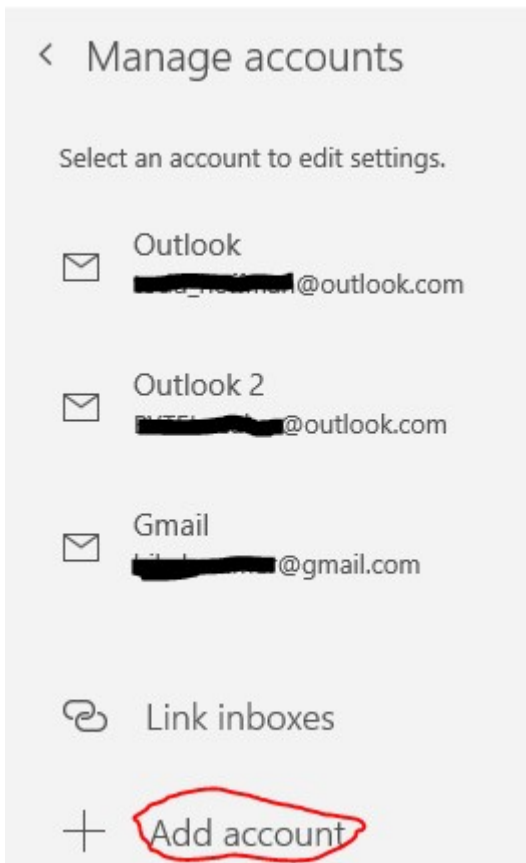 Manage accounts
Select an account to edit settings.
Outlook
@outlook.com
Outlook 2
@outlook.com
Gmail
@gmail.com
Link inboxes
Add account